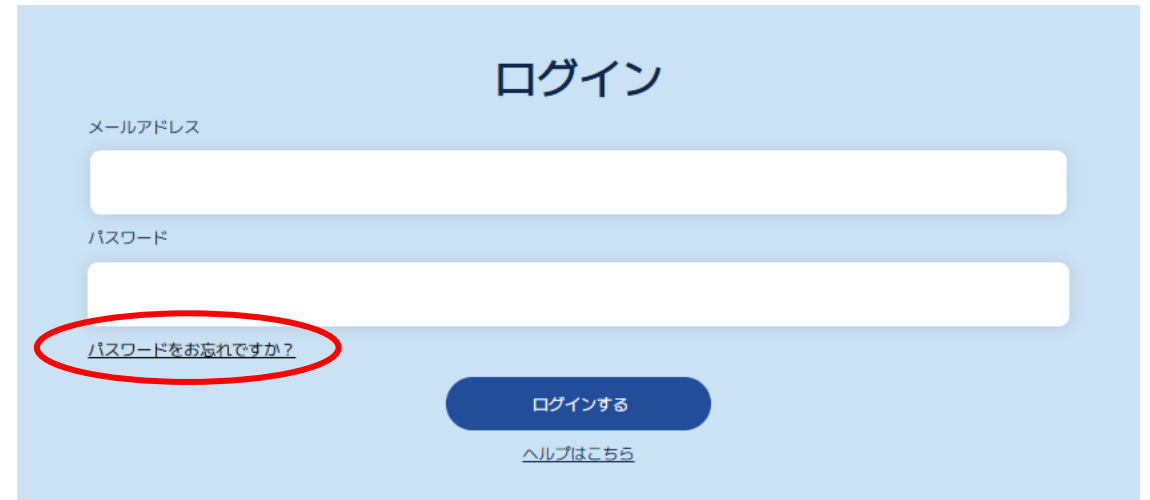 ログイン
メールアドレス
パスワード
パスワードをお忘れですか？
ログインする
ヘルプはこちら